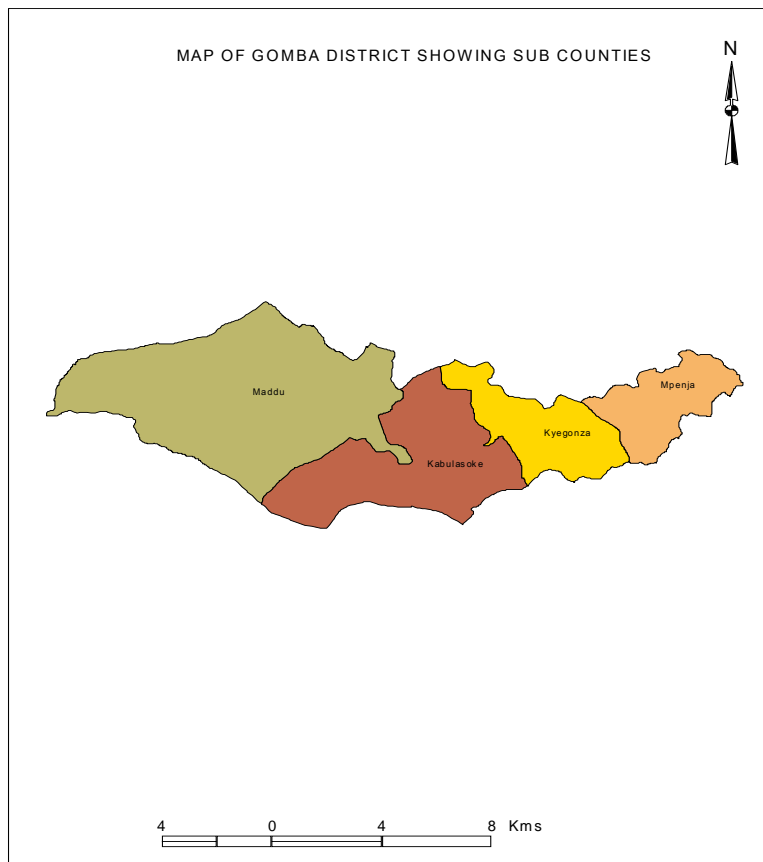 MAP OF GOMBA DISTRICT SHOWING SUB COUNTIES
N
Mpenja
Maddu
Kyegonza
Kabulasoke
4 0 4 8 Kms